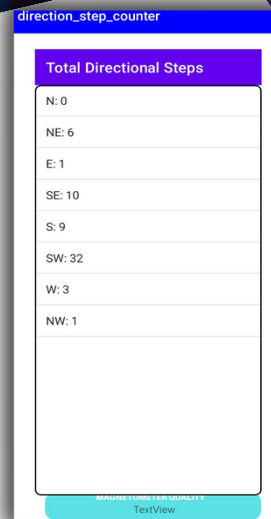 direction_step_counter
Total Directional Steps
N: 0
NE: 6
E: 1
SE: 10
S: 9
SW: 32
W: 3
NW: 1
MAGNETOMETER QUALITY
TextView